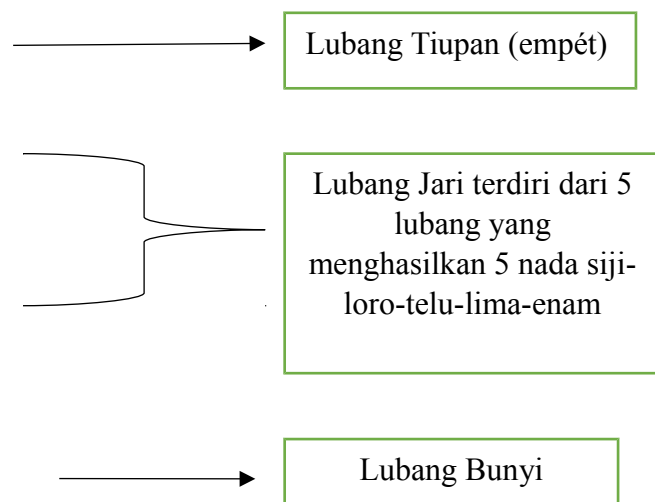 Lubang Tiupan (empét)
Lubang Jari terdiri dari 5
lubang yang
menghasilkan 5 nada siji-
loro-telu-lima-enam
Lubang Bunyi